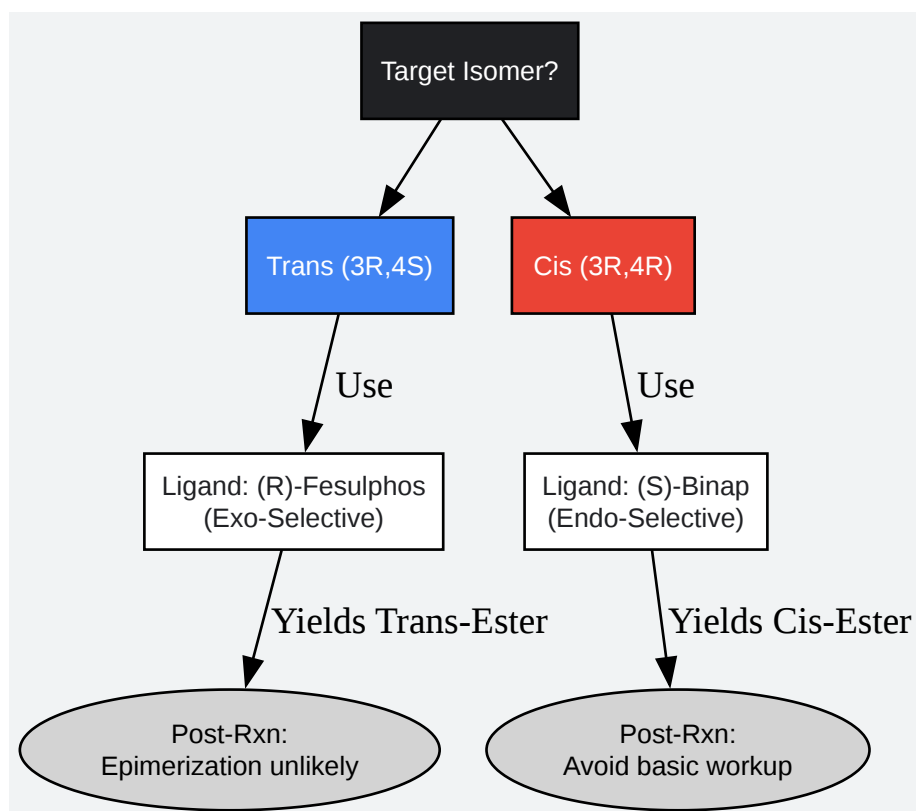 Target Isomer?
Trans (3R,4S)
Cis (3R,4R)
Use
Use
Ligand: (R)-Fesulphos
(Exo-Selective)
Ligand: (S)-Binap
(Endo-Selective)
Yields Trans-Ester
Yields Cis-Ester
Post-Rxn:
Epimerization unlikely
Post-Rxn:
Avoid basic workup